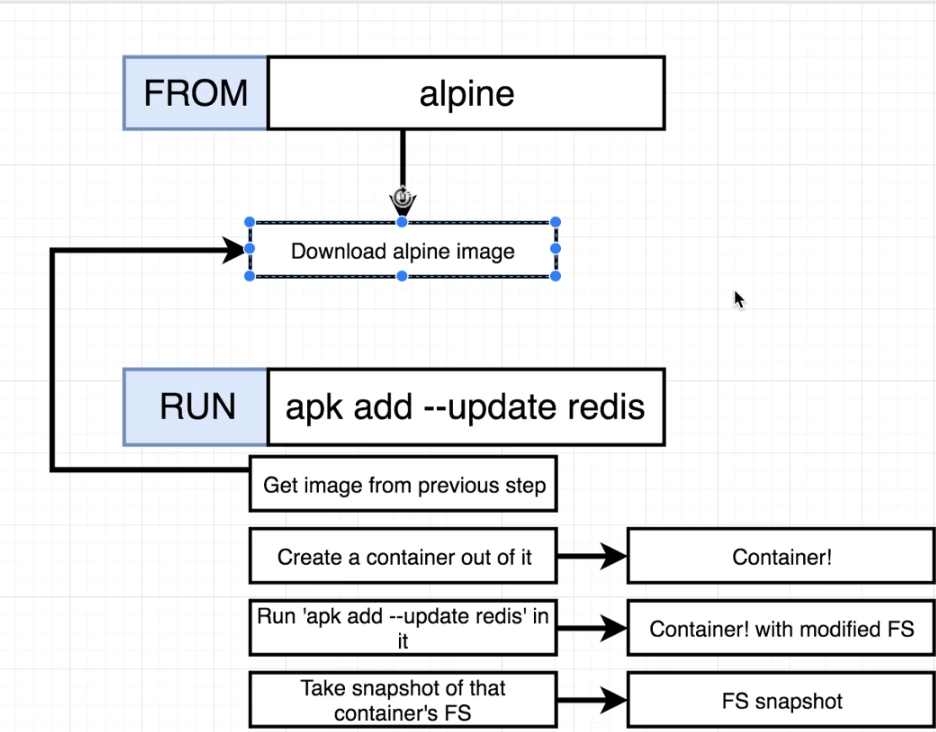 FROM alpine
Download alpine image
RUN apk add --update redis
Get image from previous step
Create a container out of it
Container!
Run 'apk add --update redis' in
it
Container! with modified FS
Take snapshot of that
container's FS
FS snapshot